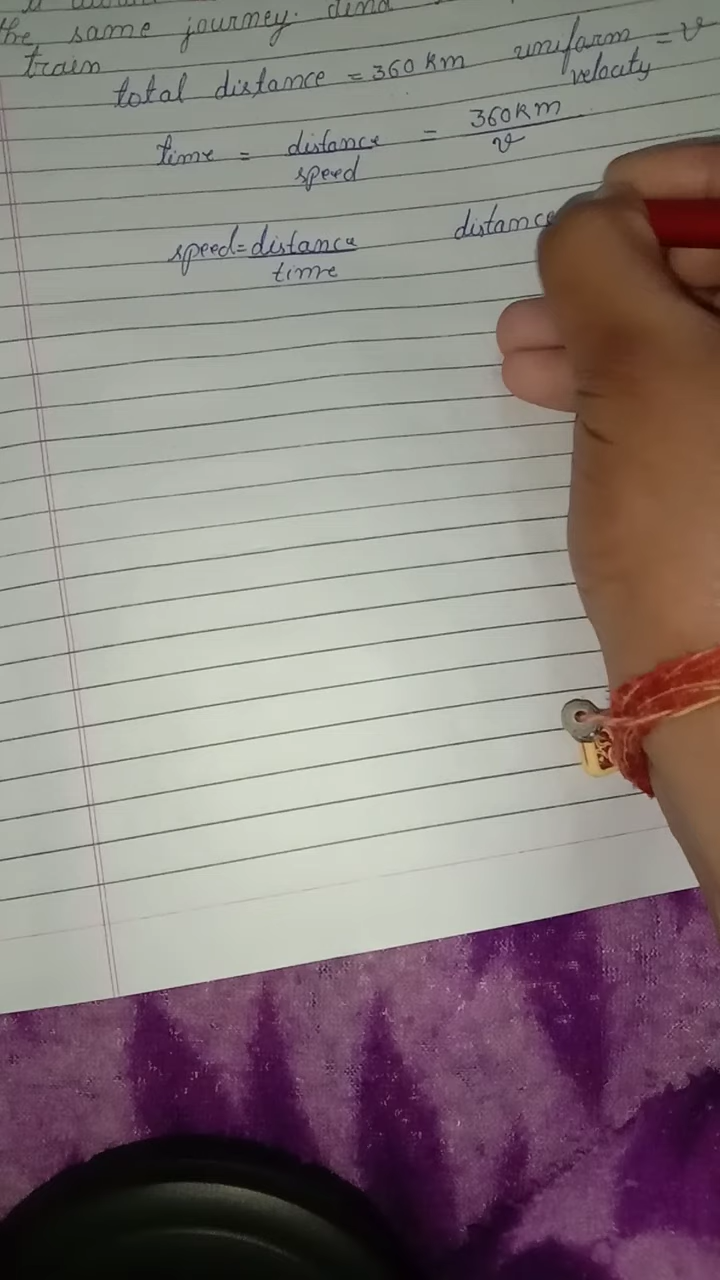 the same journey. find
train
total distance = 360 km uniform velocity = v
time = distance / speed = 360 km / v
speed = distance / time distance